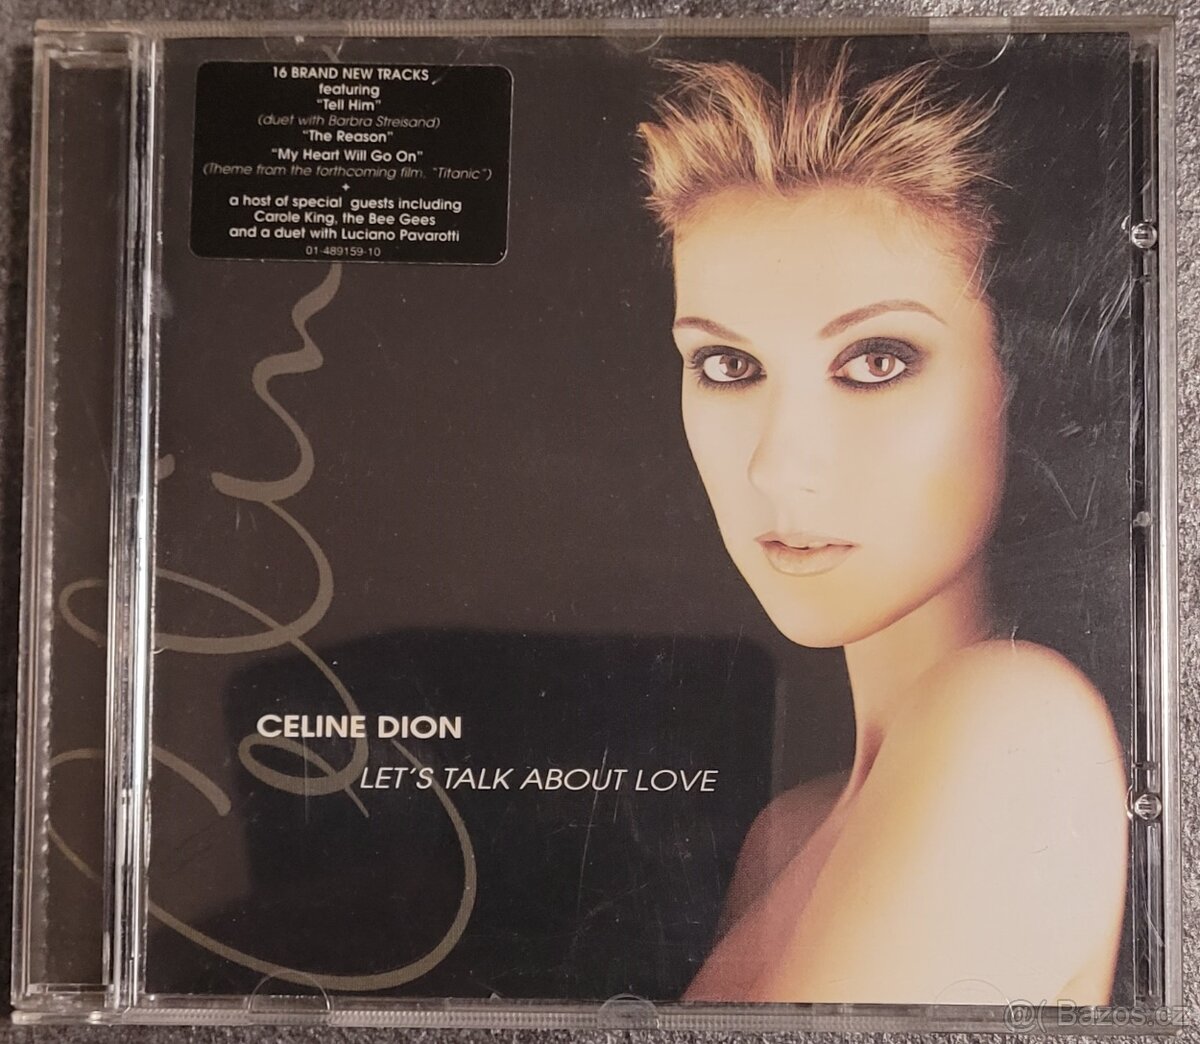 16 BRAND NEW TRACKS
featuring
"Tell Him"
(duet with Barbra Streisand)
"The Reason"
"My Heart Will Go On"
(Theme from the forthcoming film, "Titanic")
+
a host of special guests including
Carole King, the Bee Gees
and a duet with Luciano Pavarotti
01-489159-10
Celin
CELINE DION
LET'S TALK ABOUT LOVE
@( Bazos.cz